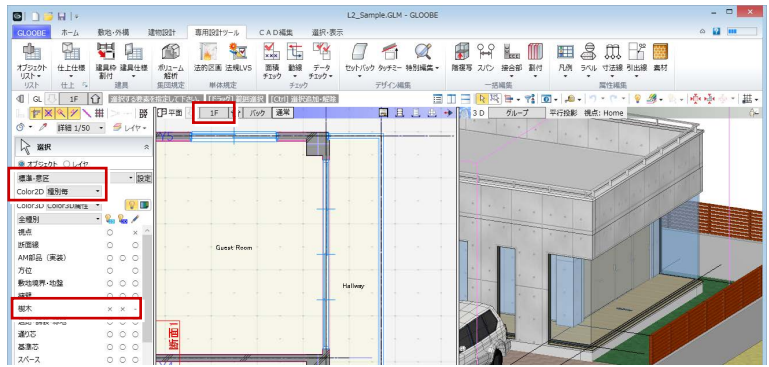 L2_Sample.GLM - GLOOBE
GLOOBE ホーム 敷地・外構 建物設計 専用設計ツール CAD編集 選択・表示
オブジェクトリスト 仕上仕様 建具枠割付 建具仕様 ボリューム解析 法的区画 法規LVS 面積チェック 動線 データチェック セットバック タッチミー 特別編集 階複写 スパン 接合部 割付 凡例 ラベル 寸法線 引出線 素材
リスト 仕上 建具 集団規定 単体規定 チェック デザイン編集 一括編集 属性編集
GL 1F
詳細 1/50 レイヤ
平面 1F バック 通常
3D グループ 平行投影 視点: Home
選択
オブジェクト レイヤ
標準-意匠 設定
Color2D 種別毎
Color3D Color3D属性
全種別
視点
断面線
AM部品（実装）
方位
敷地境界・地盤
樹木
通り芯
基準芯
スペース
Guest Room
Hallway
断面1